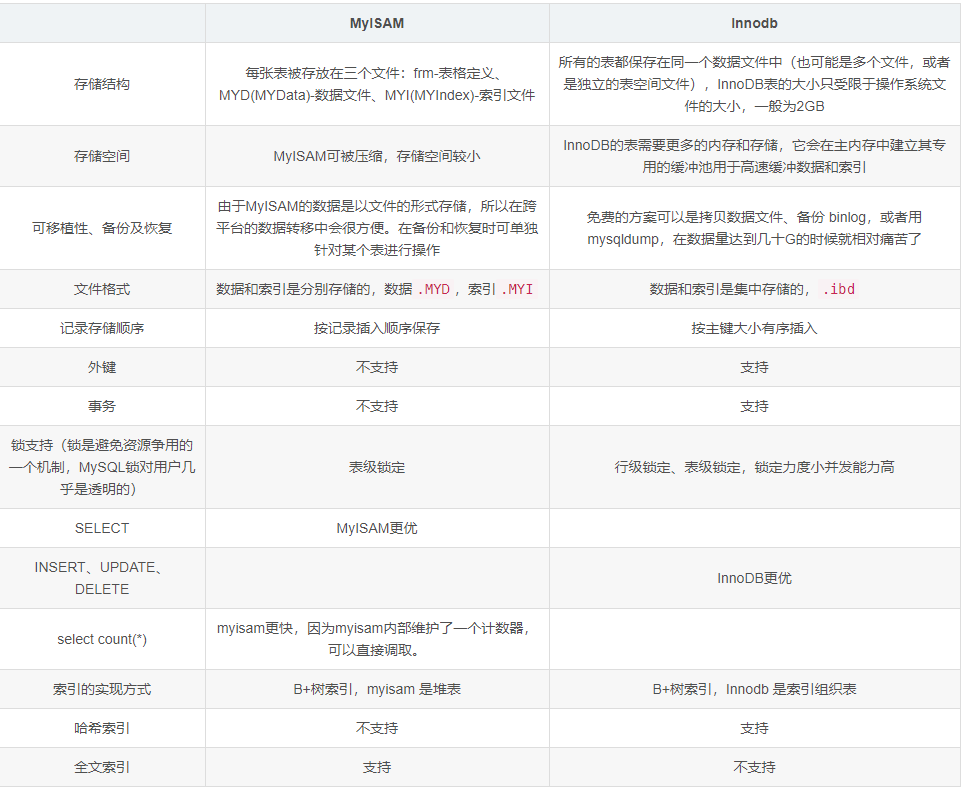 MyISAM
Innodb
存储结构
每张表被存放在三个文件：frm-表格定义、
MYD(MYData)-数据文件、MYI(MYIndex)-索引文件
所有的表都保存在同一个数据文件中（也可能是多个文件，或者
是独立的表空间文件），InnoDB表的大小只受限于操作系统文
件的大小，一般为2GB
存储空间
MyISAM可被压缩，存储空间较小
InnoDB的表需要更多的内存和存储，它会在主内存中建立其专
用的缓冲池用于高速缓冲数据和索引
可移植性、备份及恢复
由于MyISAM的数据是以文件的形式存储，所以在跨
平台的数据转移中会很方便。在备份和恢复时可单独
针对某个表进行操作
免费的方案可以是拷贝数据文件、备份 binlog，或者用
mysqldump，在数据量达到几十G的时候就相对痛苦了
文件格式
数据和索引是分别存储的，数据 .MYD ，索引 .MYI
数据和索引是集中存储的， .ibd
记录存储顺序
按记录插入顺序保存
按主键大小有序插入
外键
不支持
支持
事务
不支持
支持
锁支持（锁是避免资源争用的
一个机制，MySQL锁对用户几
乎是透明的）
表级锁定
行级锁定、表级锁定，锁定力度小并发能力高
SELECT
MyISAM更优
INSERT、UPDATE、
DELETE
InnoDB更优
select count(*)
myisam更快，因为myisam内部维护了一个计数器，
可以直接调取。
索引的实现方式
B+树索引，myisam 是堆表
B+树索引，Innodb 是索引组织表
哈希索引
不支持
支持
全文索引
支持
不支持